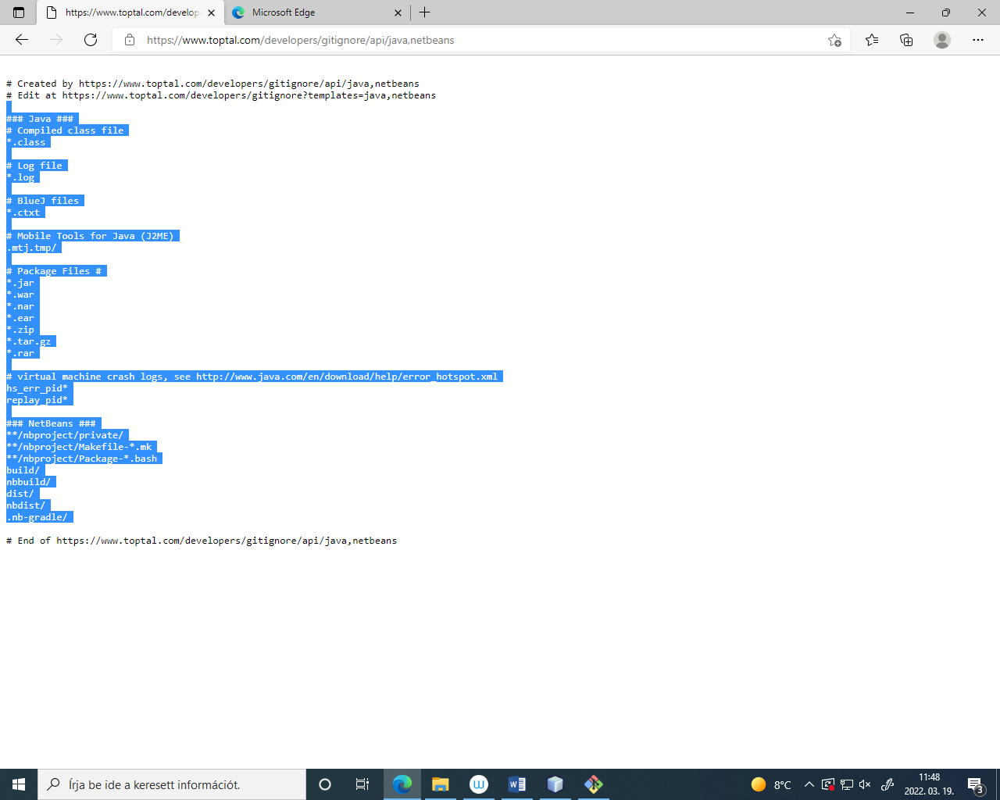 https://www.toptal.com/develop
Microsoft Edge
https://www.toptal.com/developers/gitignore/api/java,netbeans
# Created by https://www.toptal.com/developers/gitignore/api/java,netbeans
# Edit at https://www.toptal.com/developers/gitignore?templates=java,netbeans
### Java ###
# Compiled class file
*.class
# Log file
*.log
# BlueJ files
*.ctxt
# Mobile Tools for Java (J2ME)
.mtj.tmp/
# Package Files #
*.jar
*.war
*.nar
*.ear
*.zip
*.tar.gz
*.rar
# virtual machine crash logs, see http://www.java.com/en/download/help/error_hotspot.xml
hs_err_pid*
replay_pid*
### NetBeans ###
**/nbproject/private/
**/nbproject/Makefile-*.mk
**/nbproject/Package-*.bash
build/
nbbuild/
dist/
nbdist/
.nb-gradle/
# End of https://www.toptal.com/developers/gitignore/api/java,netbeans
Írja be ide a keresett információt.
W
W
8°C
11:48
2022. 03. 19.
3